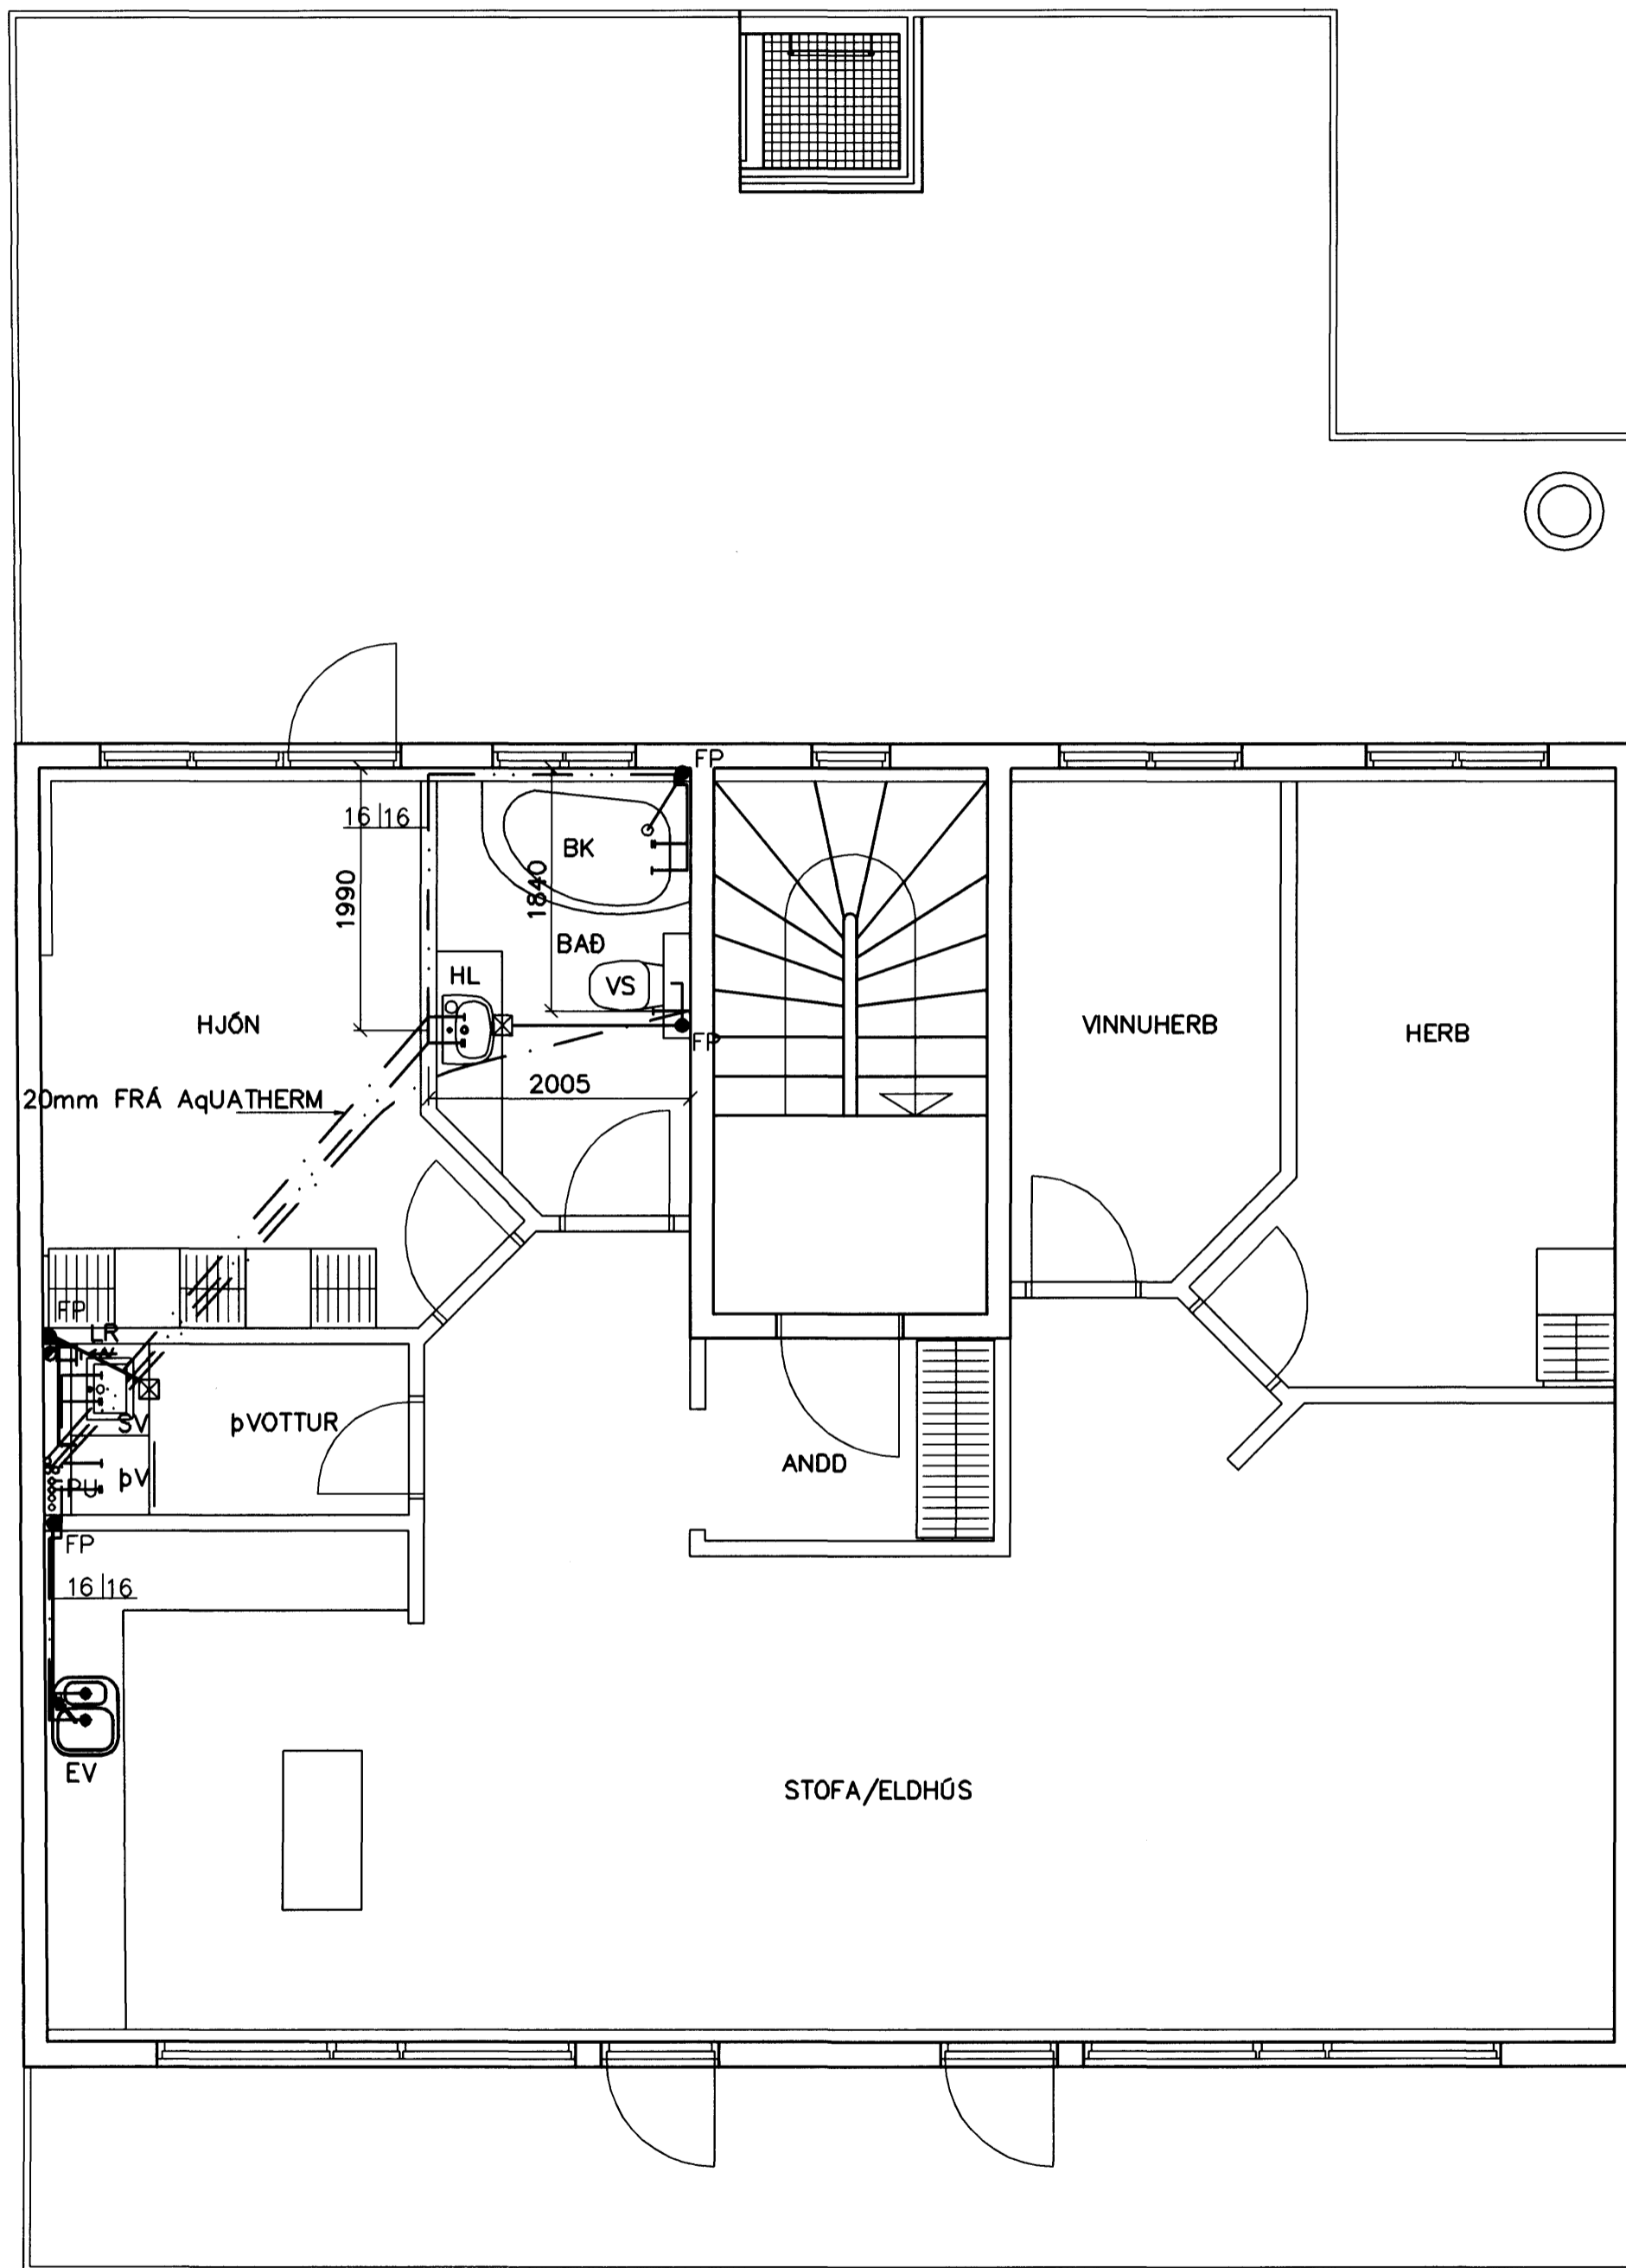 FP
16 16
BK
1990
1840
BAÐ
HL
VS
HJÓN
VINNUHERB
HERB
FP
2005
20mm FRÁ AqUATHERM
FP
LR
SV
ÞVOTTUR
ANDD
ÞV
PU
FP
16 16
EV
STOFA/ELDHÚS